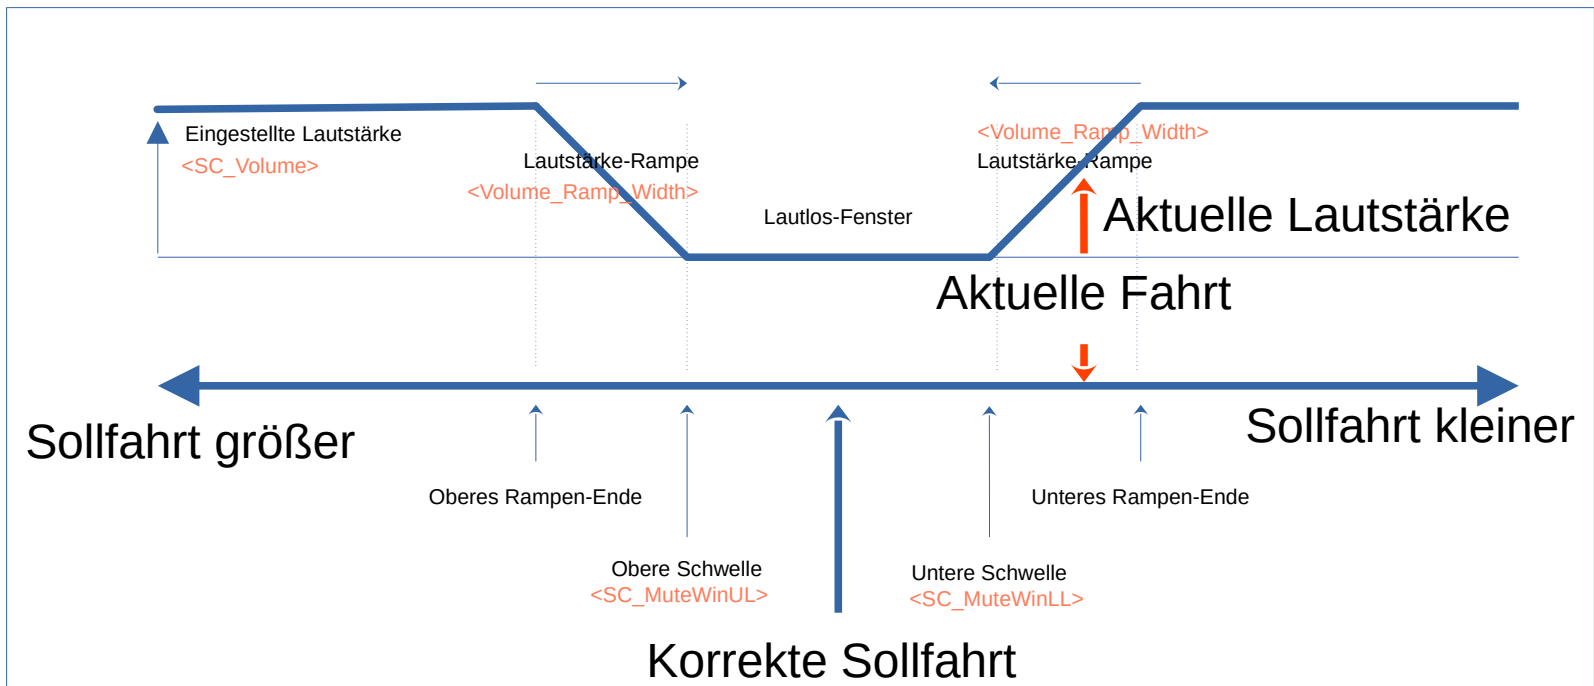 Eingestellte Lautstärke
<SC_Volume>
Lautstärke-Rampe
<Volume_Ramp_Width>
Lautlos-Fenster
<Volume_Ramp_Width>
Lautstärke-Rampe
Aktuelle Lautstärke
Aktuelle Fahrt
Sollfahrt größer
Sollfahrt kleiner
Oberes Rampen-Ende
Unteres Rampen-Ende
Obere Schwelle
<SC_MuteWinUL>
Untere Schwelle
<SC_MuteWinLL>
Korrekte Sollfahrt